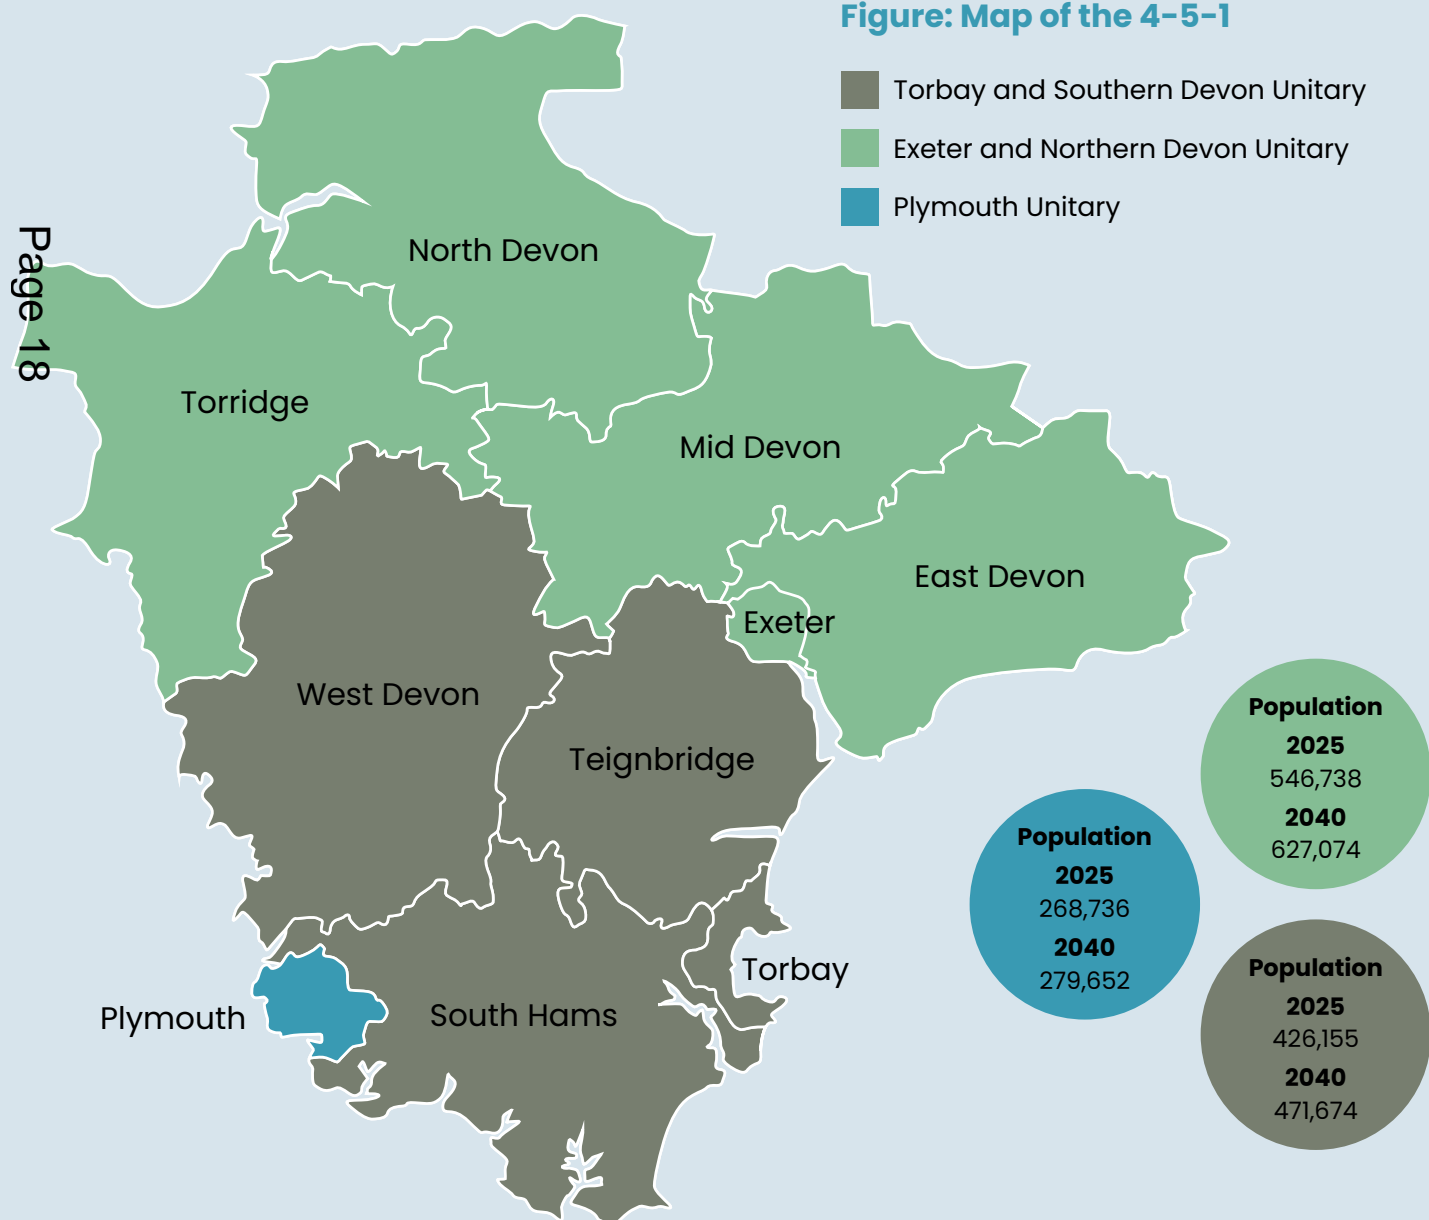 Figure: Map of the 4-5-1
Torbay and Southern Devon Unitary
Exeter and Northern Devon Unitary
Plymouth Unitary
Page 18
North Devon
Torridge
Mid Devon
East Devon
Exeter
West Devon
Teignbridge
Torbay
South Hams
Plymouth
Population
2025
546,738
2040
627,074
Population
2025
268,736
2040
279,652
Population
2025
426,155
2040
471,674